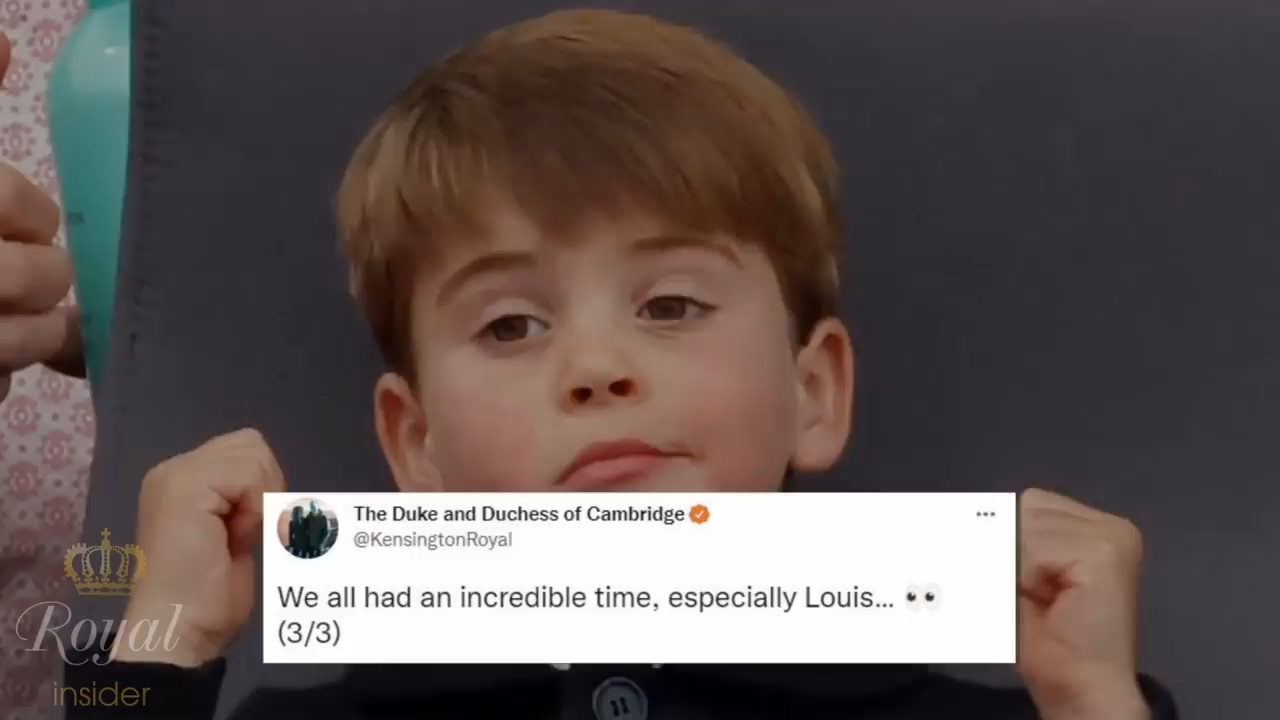 The Duke and Duchess of Cambridge
@KensingtonRoyal
We all had an incredible time, especially Louis... 👀
(3/3)
Royal
insider